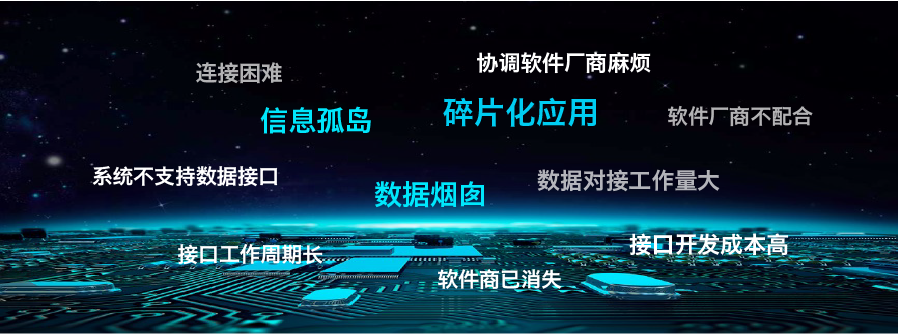 协调软件厂商麻烦
连接困难
碎片化应用
信息孤岛
软件厂商不配合
系统不支持数据接口
数据对接工作量大
数据烟囱
接口开发成本高
接口工作周期长
软件商已消失